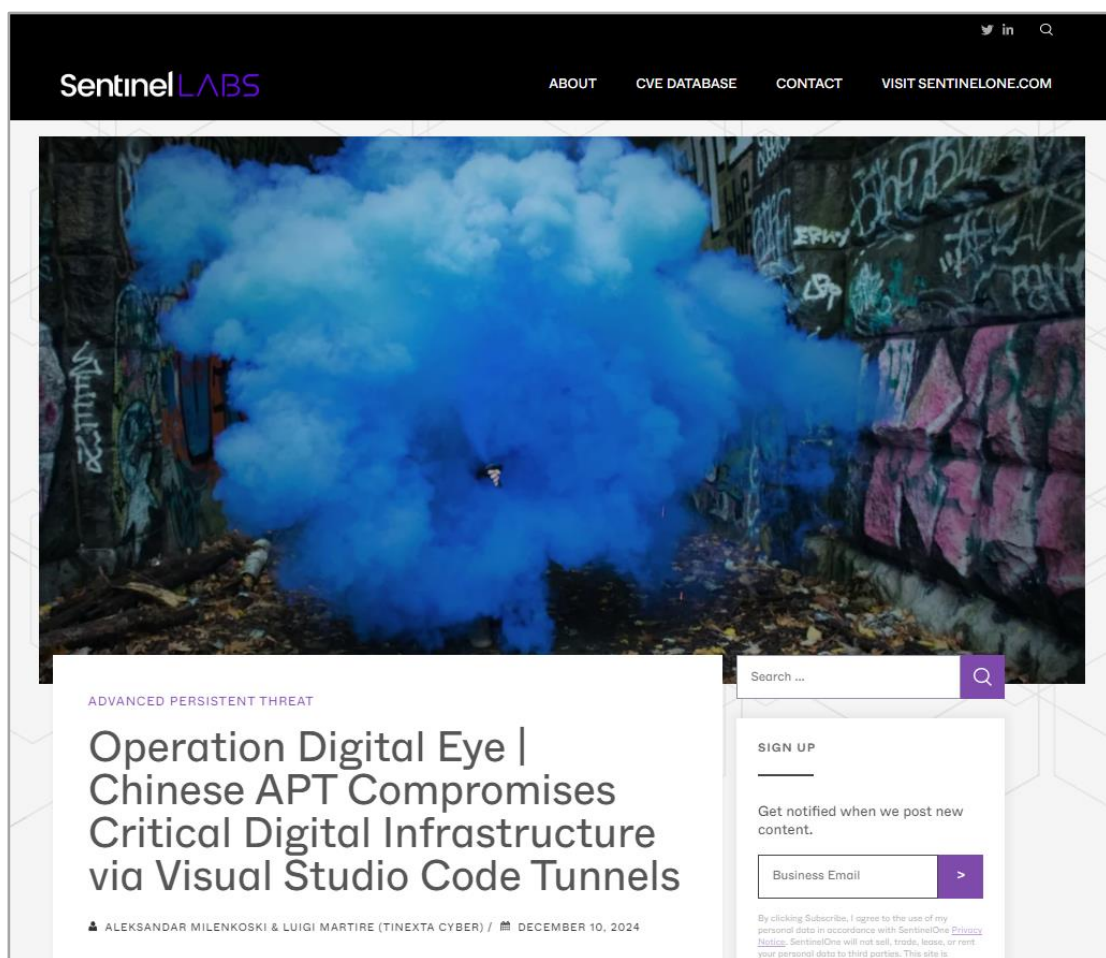 SentinelLABS
ABOUT CVE DATABASE CONTACT VISIT SENTINELONE.COM
ADVANCED PERSISTENT THREAT
Operation Digital Eye |
Chinese APT Compromises
Critical Digital Infrastructure
via Visual Studio Code Tunnels
ALEKSANDAR MILENKOSKI & LUIGI MARTIRE (TINEXTA CYBER) / DECEMBER 10, 2024
Search ...
SIGN UP
Get notified when we post new
content.
Business Email >
By clicking Subscribe, I agree to the use of my
personal data in accordance with SentinelOne Privacy
Notice. SentinelOne will not sell, trade, lease, or rent
your personal data to third parties. This site is